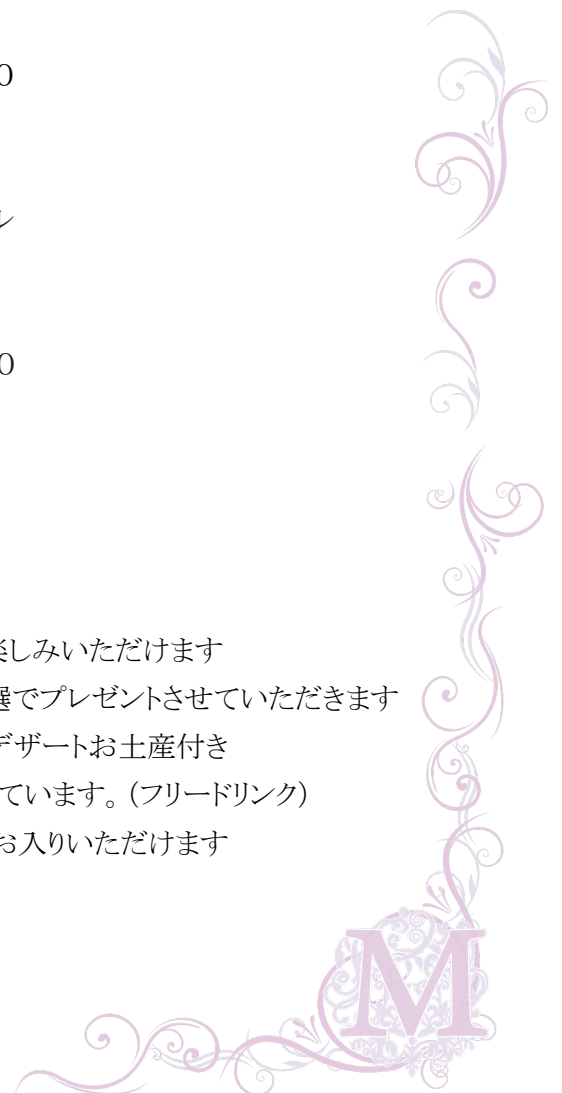 0
ル
0
楽しみいただけます
選でプレゼントさせていただきます
デザートお土産付き
ています。（フリードリンク）
お入りいただけます
M